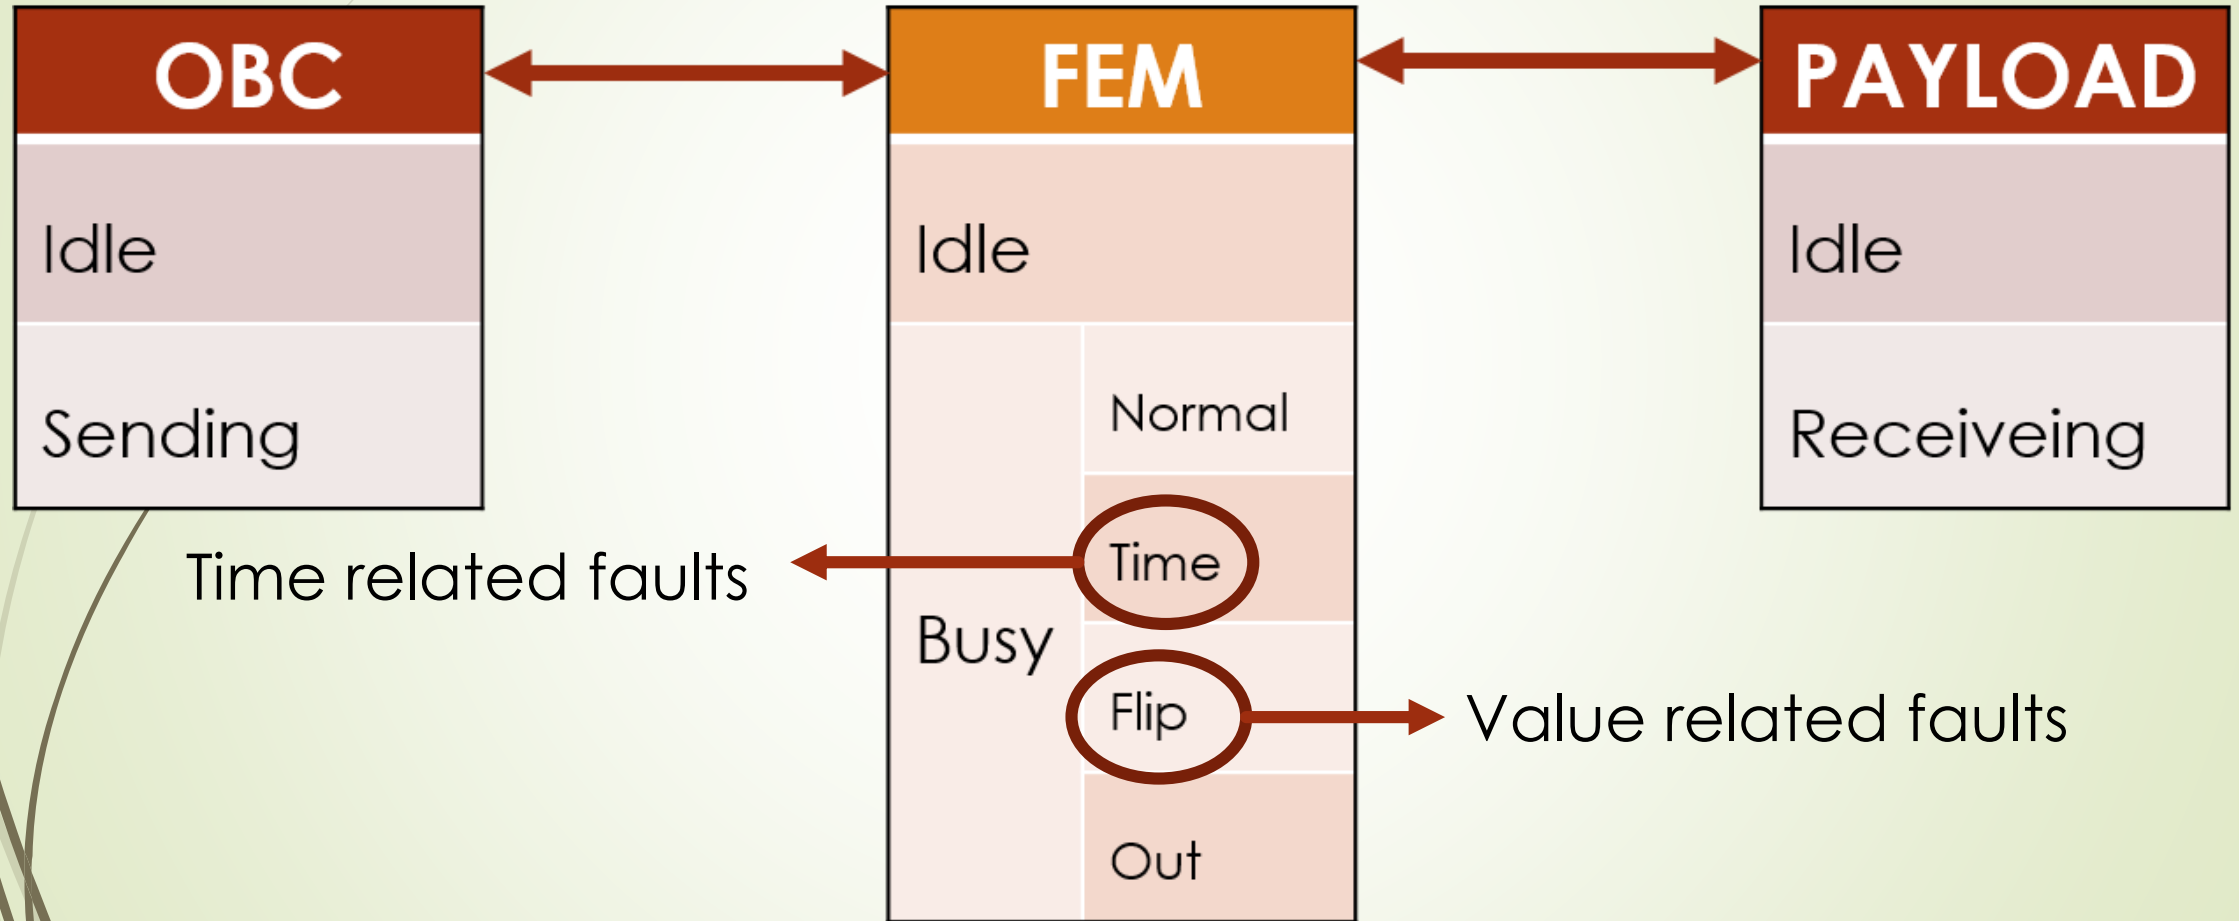 OBC
Idle
Sending
FEM
Idle
Busy
Normal
Time
Flip
Out
PAYLOAD
Idle
Receiveing
Time related faults
Value related faults